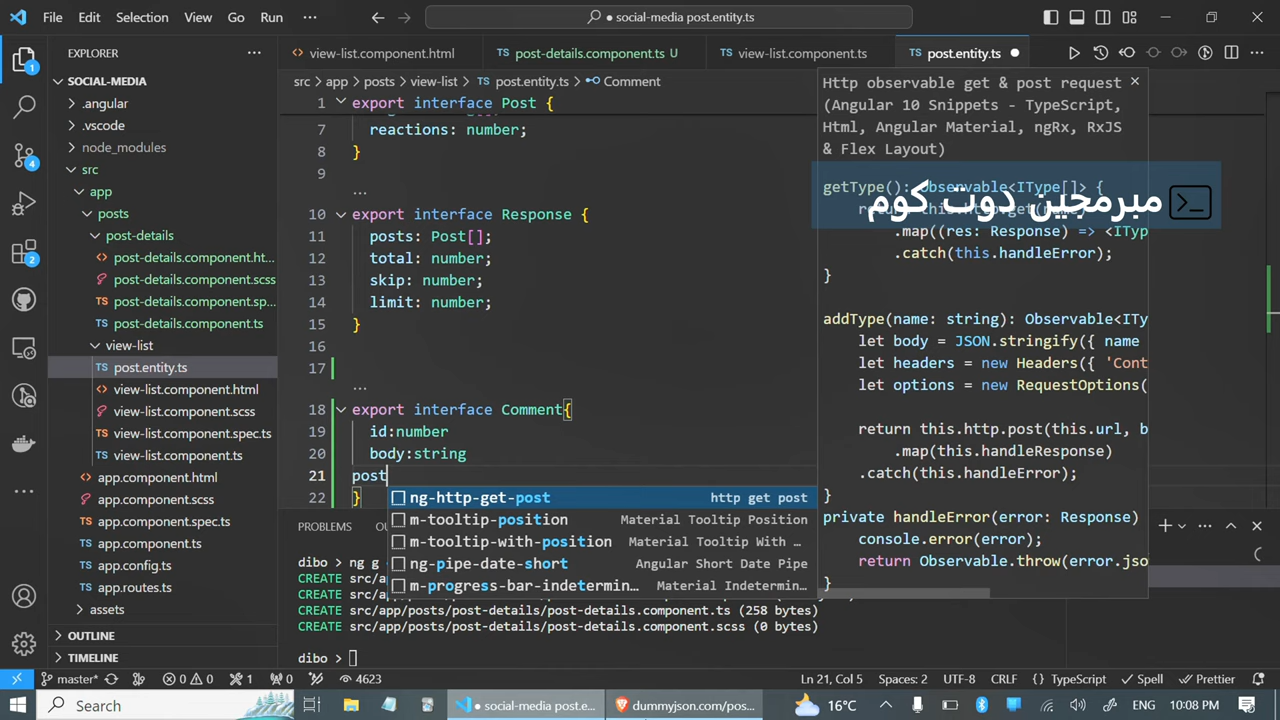 File Edit Selection View Go Run ··· social-media post.entity.ts
EXPLORER ···
view-list.component.html post-details.component.ts U view-list.component.ts post.entity.ts
SOCIAL-MEDIA
.angular
.vscode
node_modules
src
app
posts
post-details
post-details.component.ht...
post-details.component.scss
post-details.component.sp...
post-details.component.ts
view-list
post.entity.ts
view-list.component.html
view-list.component.scss
view-list.component.spec.ts
view-list.component.ts
app.component.html
app.component.scss
app.component.spec.ts
app.component.ts
app.config.ts
app.routes.ts
assets
OUTLINE
TIMELINE
src > app > posts > view-list > TS post.entity.ts > Comment
1 export interface Post {
7 reactions: number;
8 }
9
···
10 export interface Response {
11 posts: Post[];
12 total: number;
13 skip: number;
14 limit: number;
15 }
16
17
···
18 export interface Comment{
19 id:number
20 body:string
21 post
22 }
ng-http-get-post http get post
m-tooltip-position Material Tooltip Position
m-tooltip-with-position Material Tooltip With …
ng-pipe-date-short Angular Short Date Pipe
m-progress-bar-indetermin… Material Indetermin…
Http observable get & post request
(Angular 10 Snippets - TypeScript,
Html, Angular Material, ngRx, RxJS
& Flex Layout)
getType(): Observable<IType[]> {
.map((res: Response) => <ITyp
.catch(this.handleError);
}
addType(name: string): Observable<ITy
let body = JSON.stringify({ name
let headers = new Headers({ 'Cont
let options = new RequestOptions(
return this.http.post(this.url, b
.map(this.handleResponse)
.catch(this.handleError);
}
private handleError(error: Response)
console.error(error);
return Observable.throw(error.jso
}
مبرمجين دوت كوم
PROBLEMS
dibo > ng g
CREATE src/a
CREATE src/a
CREATE src/app/posts/post-details/post-details.component.ts (258 bytes)
CREATE src/app/posts/post-details/post-details.component.scss (0 bytes)
dibo >
master* 0 0 1 0 4623 Ln 21, Col 5 Spaces: 2 UTF-8 CRLF TypeScript Spell Prettier
Search social-media post.e... dummyjson.com/pos... 16°C ENG 10:08 PM